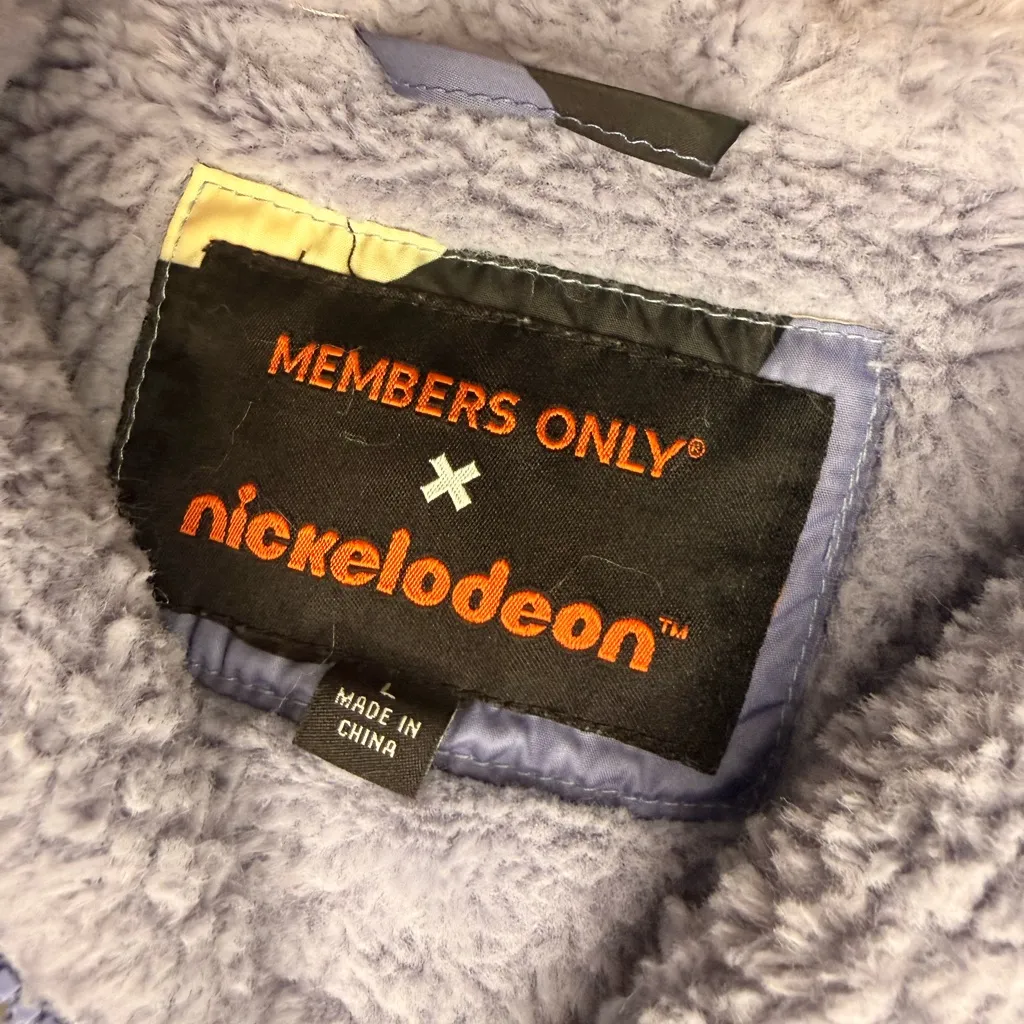 MEMBERS ONLY®
X
nickelodeon™
L
MADE IN
CHINA